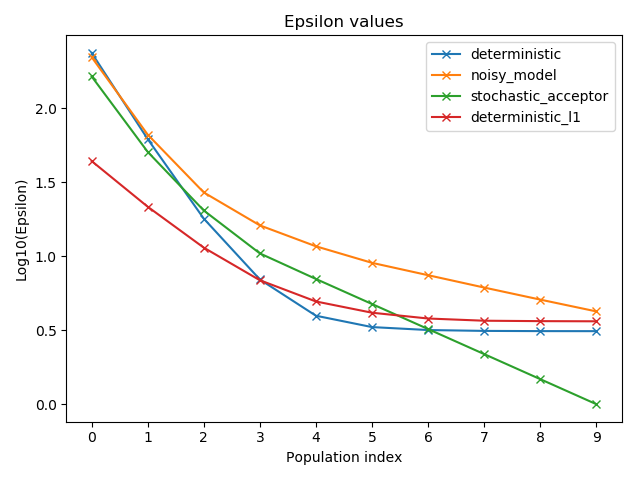 Epsilon values
deterministic
noisy_model
stochastic_acceptor
deterministic_l1
Log10(Epsilon)
2.0
1.5
1.0
0.5
0.0
0 1 2 3 4 5 6 7 8 9
Population index